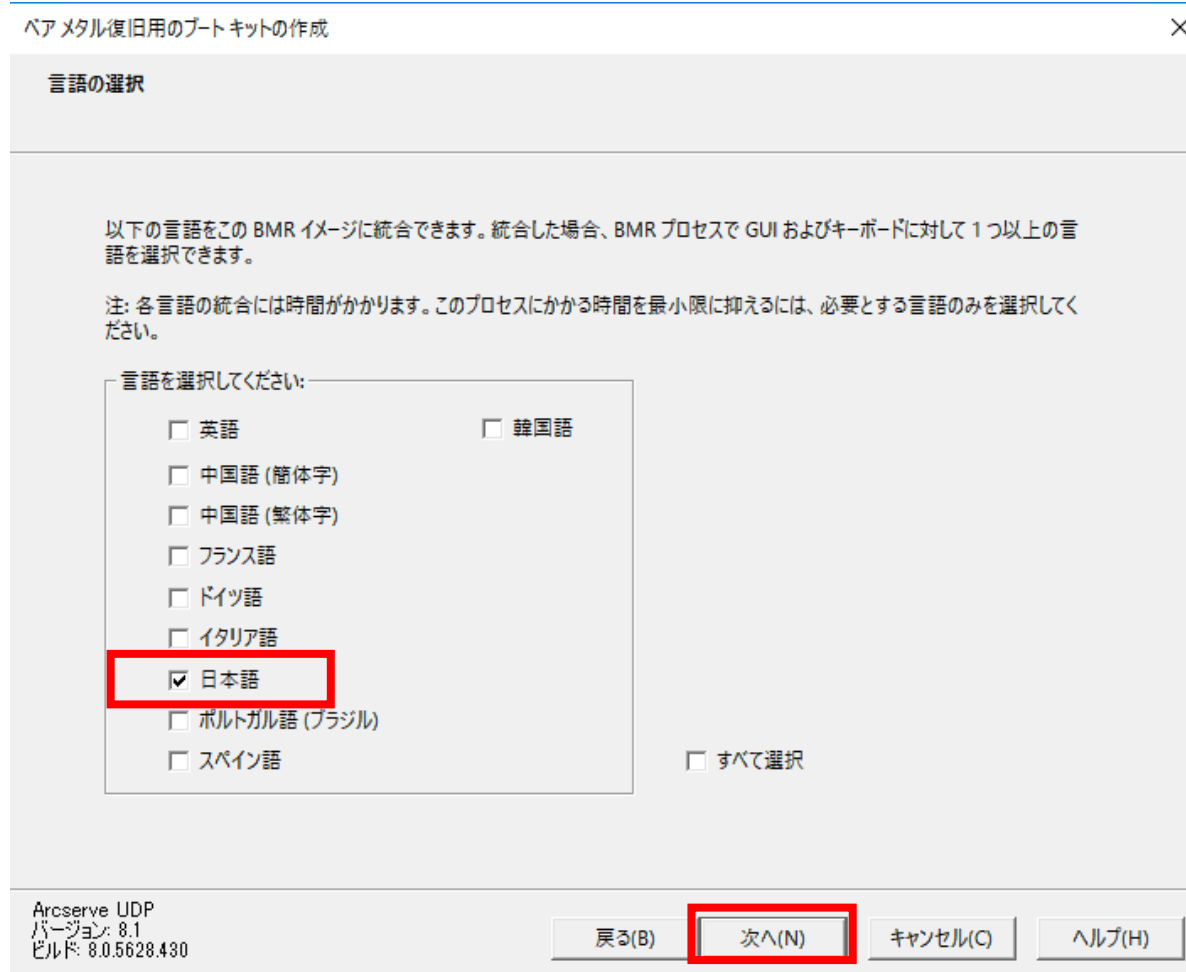 ベア メタル復旧用のブート キットの作成
言語の選択
以下の言語をこの BMR イメージに統合できます。統合した場合、BMR プロセスで GUI およびキーボードに対して 1 つ以上の言
語を選択できます。
注: 各言語の統合には時間がかかります。このプロセスにかかる時間を最小限に抑えるには、必要とする言語のみを選択してく
ださい。
言語を選択してください:
英語
韓国語
中国語 (簡体字)
中国語 (繁体字)
フランス語
ドイツ語
イタリア語
日本語
ポルトガル語 (ブラジル)
スペイン語
すべて選択
Arcserve UDP
バージョン: 8.1
ビルド: 8.0.5628.430
戻る(B)
次へ(N)
キャンセル(C)
ヘルプ(H)